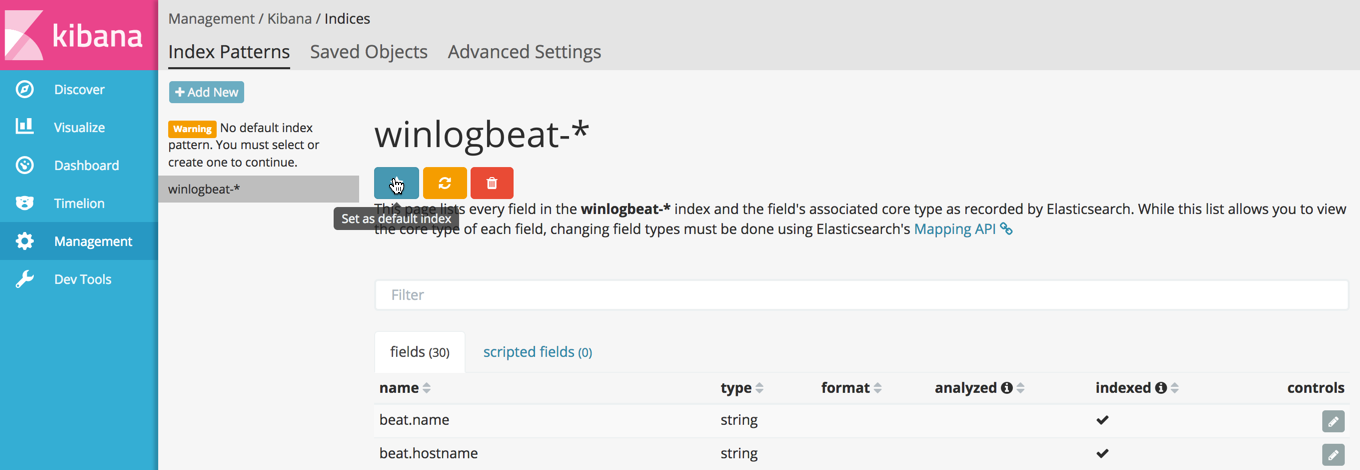 kibana
Discover
Visualize
Dashboard
Timelion
Management
Dev Tools
Management / Kibana / Indices
Index Patterns Saved Objects Advanced Settings
Add New
Warning No default index
pattern. You must select or
create one to continue.
winlogbeat-*
winlogbeat-*
Set as default index
This page lists every field in the winlogbeat-* index and the field's associated core type as recorded by Elasticsearch. While this list allows you to view
the core type of each field, changing field types must be done using Elasticsearch's Mapping API
Filter
fields (30) scripted fields (0)
name type format analyzed indexed controls
beat.name string
beat.hostname string